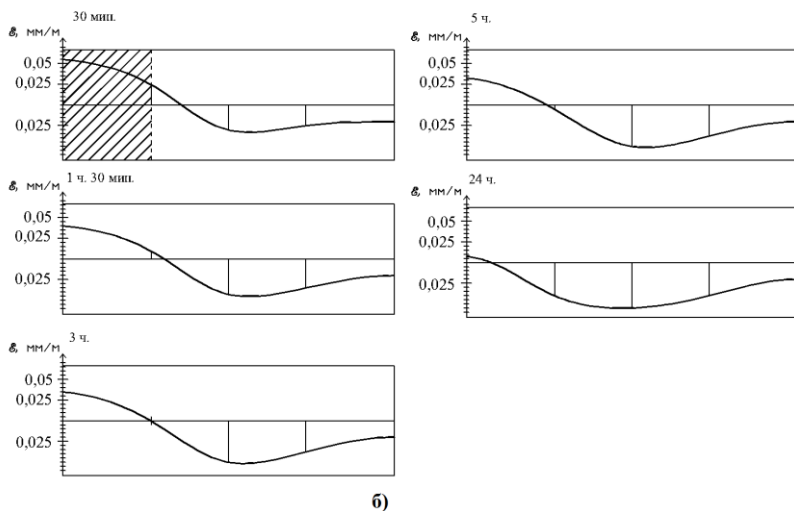 30 мин.
ℰ, мм/м
0,05
0,025
0,025
1 ч. 30 мин.
ℰ, мм/м
0,05
0,025
0,025
3 ч.
ℰ, мм/м
0,05
0,025
0,025
5 ч.
ℰ, мм/м
0,05
0,025
0,025
24 ч.
ℰ, мм/м
0,05
0,025
0,025
б)